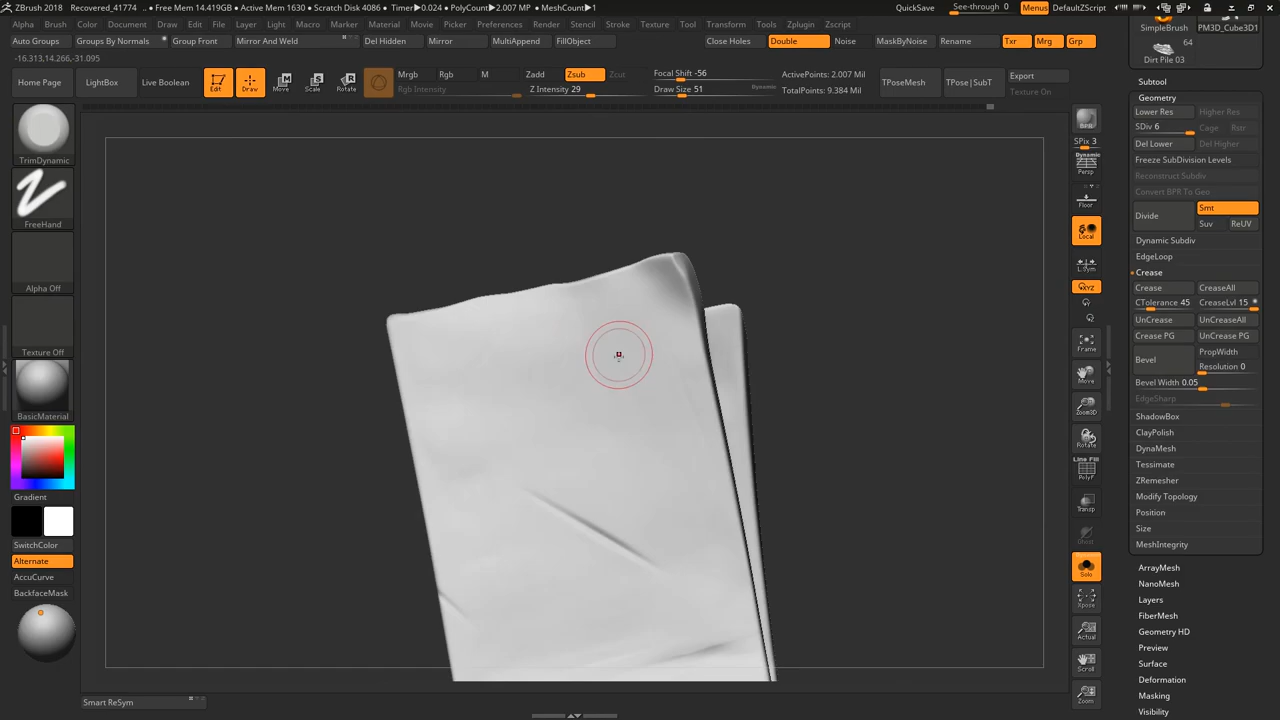 ZBrush 2018 - Recovered_41774
.. • Free Mem 14.419GB • Active Mem 1630 • Scratch Disk 4086 • Timer▶0.024 • PolyCount▶2.007 MP • MeshCount▶1
QuickSave
See-through 0
Menus
DefaultZScript
Alpha Brush Color Document Draw Edit File Layer Light Macro Marker Material Movie Picker Preferences Render Stencil Stroke Texture Tool Transform Tools Zplugin Zscript
Auto Groups
Groups By Normals
Group Front
Mirror And Weld
Del Hidden
Mirror
MultiAppend
FillObject
Close Holes
Double
Noise
MaskByNoise
Rename
Txr
Mrg
Grp
-16.313,14.266,-31.095
Home Page
LightBox
Live Boolean
Edit
Draw
Move
Scale
Rotate
Mrgb
Rgb
M
Rgb Intensity
Zadd
Zsub
Zcut
Z Intensity 29
Focal Shift -56
Draw Size 51
Dynamic
ActivePoints: 2.007 Mil
TotalPoints: 9.384 Mil
TPoseMesh
TPose|SubT
Export
Texture On
TrimDynamic
FreeHand
Alpha Off
Texture Off
BasicMaterial
Gradient
SwitchColor
Alternate
AccuCurve
BackfaceMask
Smart ReSym
BPR
SPix 3
Dynamic
Persp
Floor
Local
L.Sym
XYZ
Frame
Move
Zoom3D
Rotate
Line Fill
PolyF
Transp
Ghost
Solo
Xpose
Actual
Scroll
Zoom
SimpleBrush
PM3D_Cube3D1
64
Dirt Pile 03
Subtool
Geometry
Lower Res
Higher Res
SDiv 6
Cage
Rstr
Del Lower
Del Higher
Freeze SubDivision Levels
Reconstruct Subdiv
Convert BPR To Geo
Divide
Smt
Suv
ReUV
Dynamic Subdiv
EdgeLoop
Crease
Crease
CreaseAll
CTolerance 45
CreaseLvl 15
UnCrease
UnCreaseAll
Crease PG
UnCrease PG
Bevel
PropWidth
Resolution 0
Bevel Width 0.05
EdgeSharp
ShadowBox
ClayPolish
DynaMesh
Tessimate
ZRemesher
Modify Topology
Position
Size
MeshIntegrity
ArrayMesh
NanoMesh
Layers
FiberMesh
Geometry HD
Preview
Surface
Deformation
Masking
Visibility